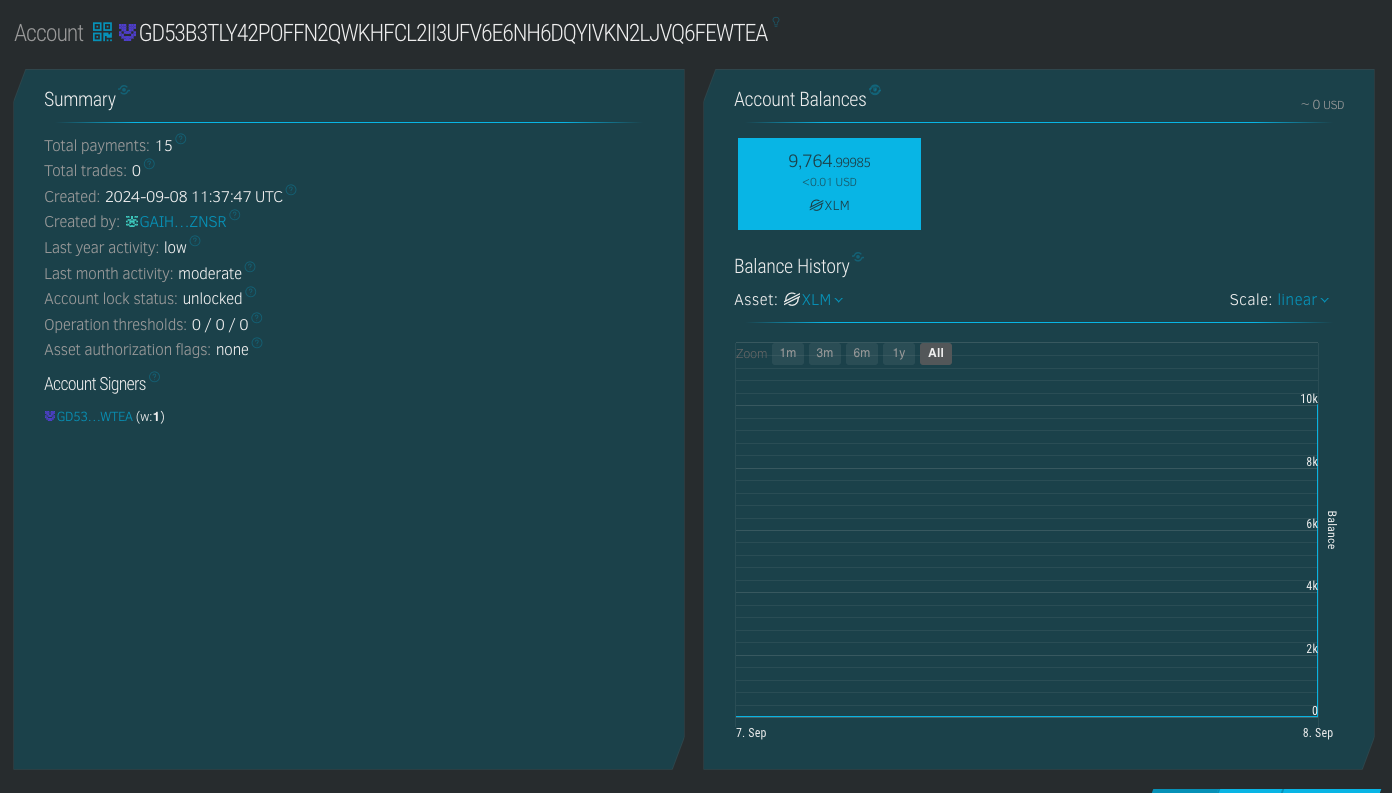 Account GD53B3TLY42POFFN2QWKHFCL2II3UFV6E6NH6DQYIVKN2LJVQ6FEWTEA
Summary
Total payments: 15
Total trades: 0
Created: 2024-09-08 11:37:47 UTC
Created by: GAIH…ZNSR
Last year activity: low
Last month activity: moderate
Account lock status: unlocked
Operation thresholds: 0 / 0 / 0
Asset authorization flags: none
Account Signers
GD53…WTEA (w:1)
Account Balances
~ 0 USD
9,764.99985
<0.01 USD
XLM
Balance History
Asset: XLM
Scale: linear
Zoom 1m 3m 6m 1y All
10k
8k
6k
4k
2k
0
Balance
7. Sep
8. Sep